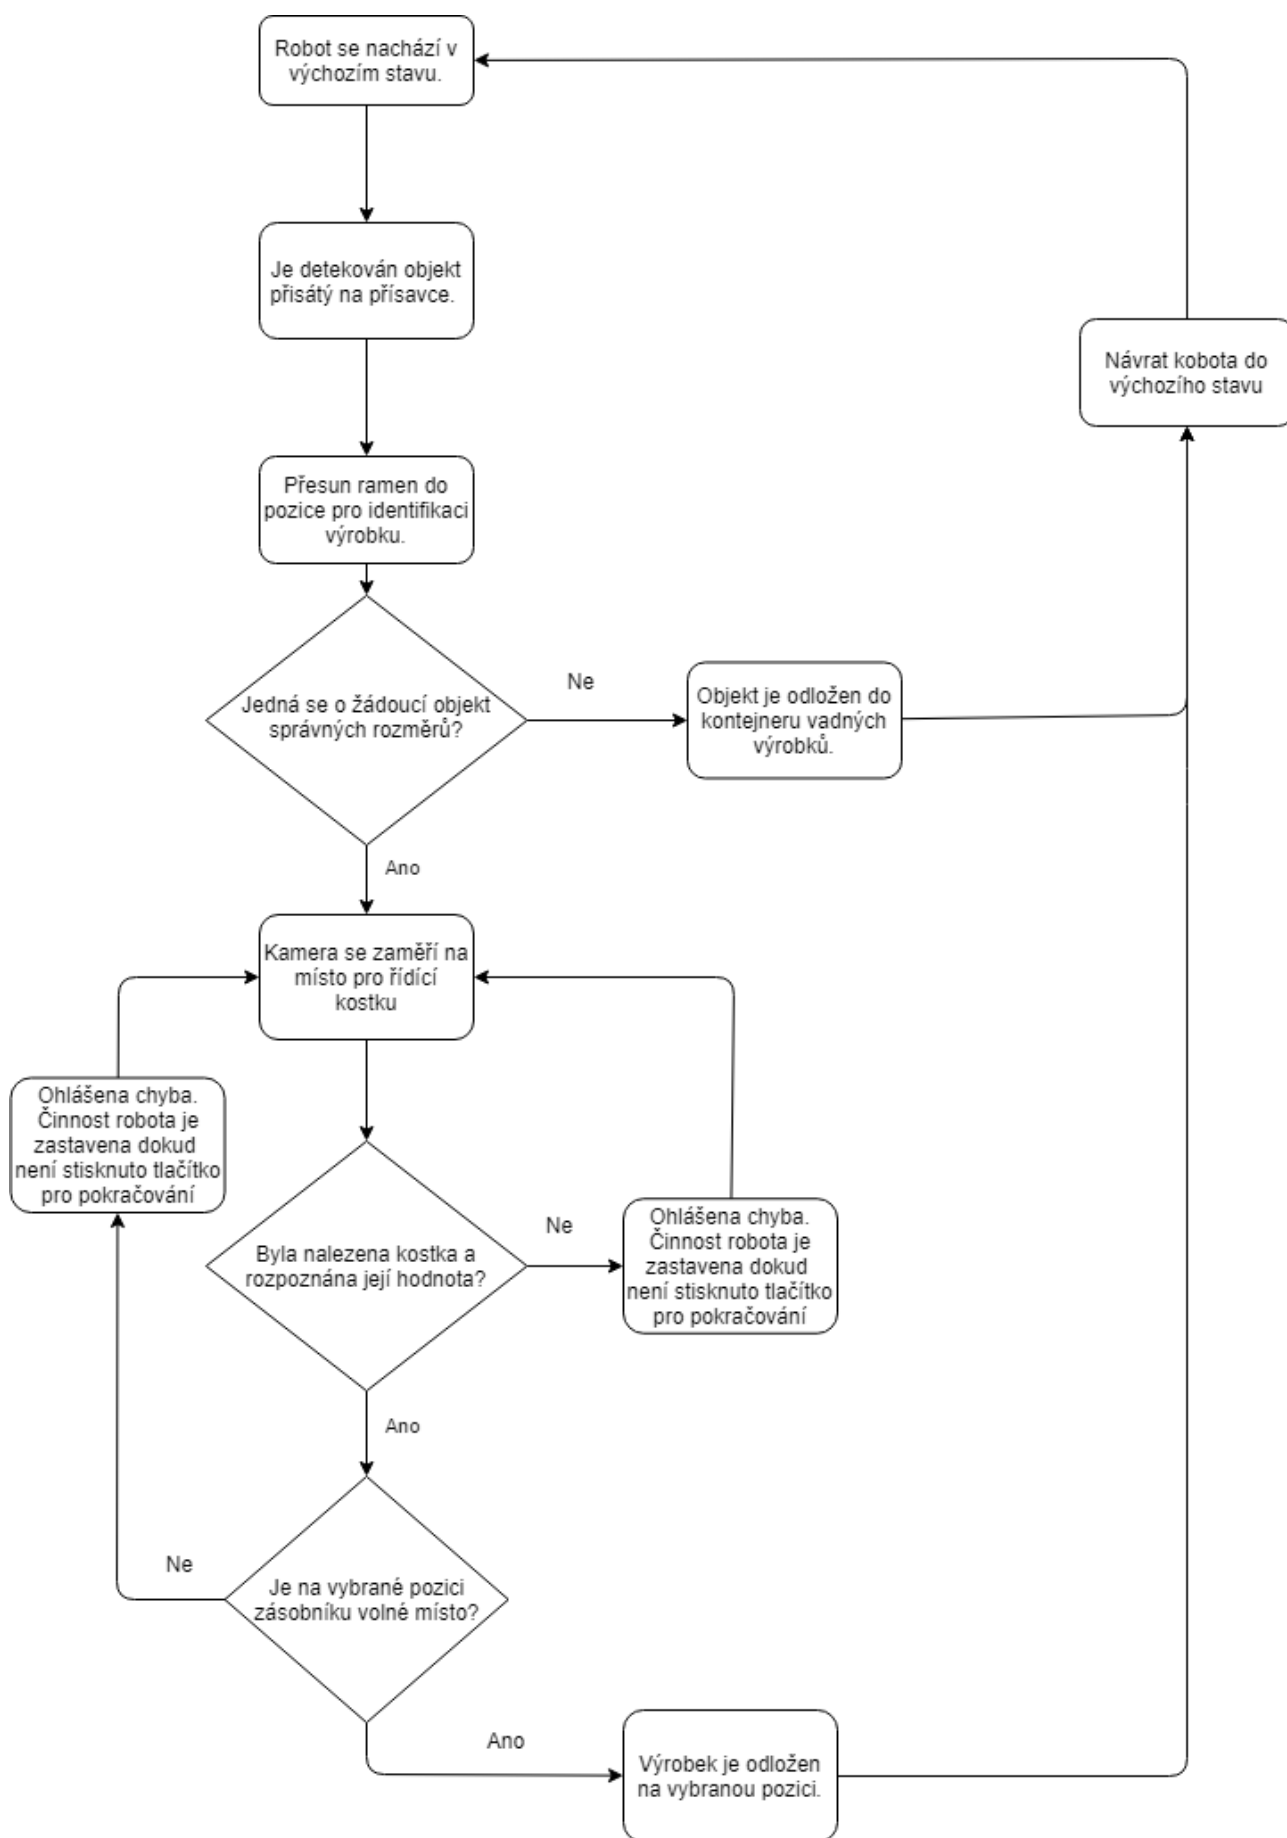 Robot se nachází v
výchozím stavu.
Je detekován objekt
přisátý na přísavce.
Návrat kobota do
výchozího stavu
Přesun ramen do
pozice pro identifikaci
výrobku.
Jedná se o žádoucí objekt
správných rozměrů?
Ne
Objekt je odložen do
kontejneru vadných
výrobků.
Ano
Kamera se zaměří na
místo pro řídící
kostku
Ohlášena chyba.
Činnost robota je
zastavena dokud
není stisknuto tlačítko
pro pokračování
Byla nalezena kostka a
rozpoznána její hodnota?
Ne
Ohlášena chyba.
Činnost robota je
zastavena dokud
není stisknuto tlačítko
pro pokračování
Ano
Je na vybrané pozici
zásobníku volné místo?
Ne
Ano
Výrobek je odložen
na vybranou pozici.